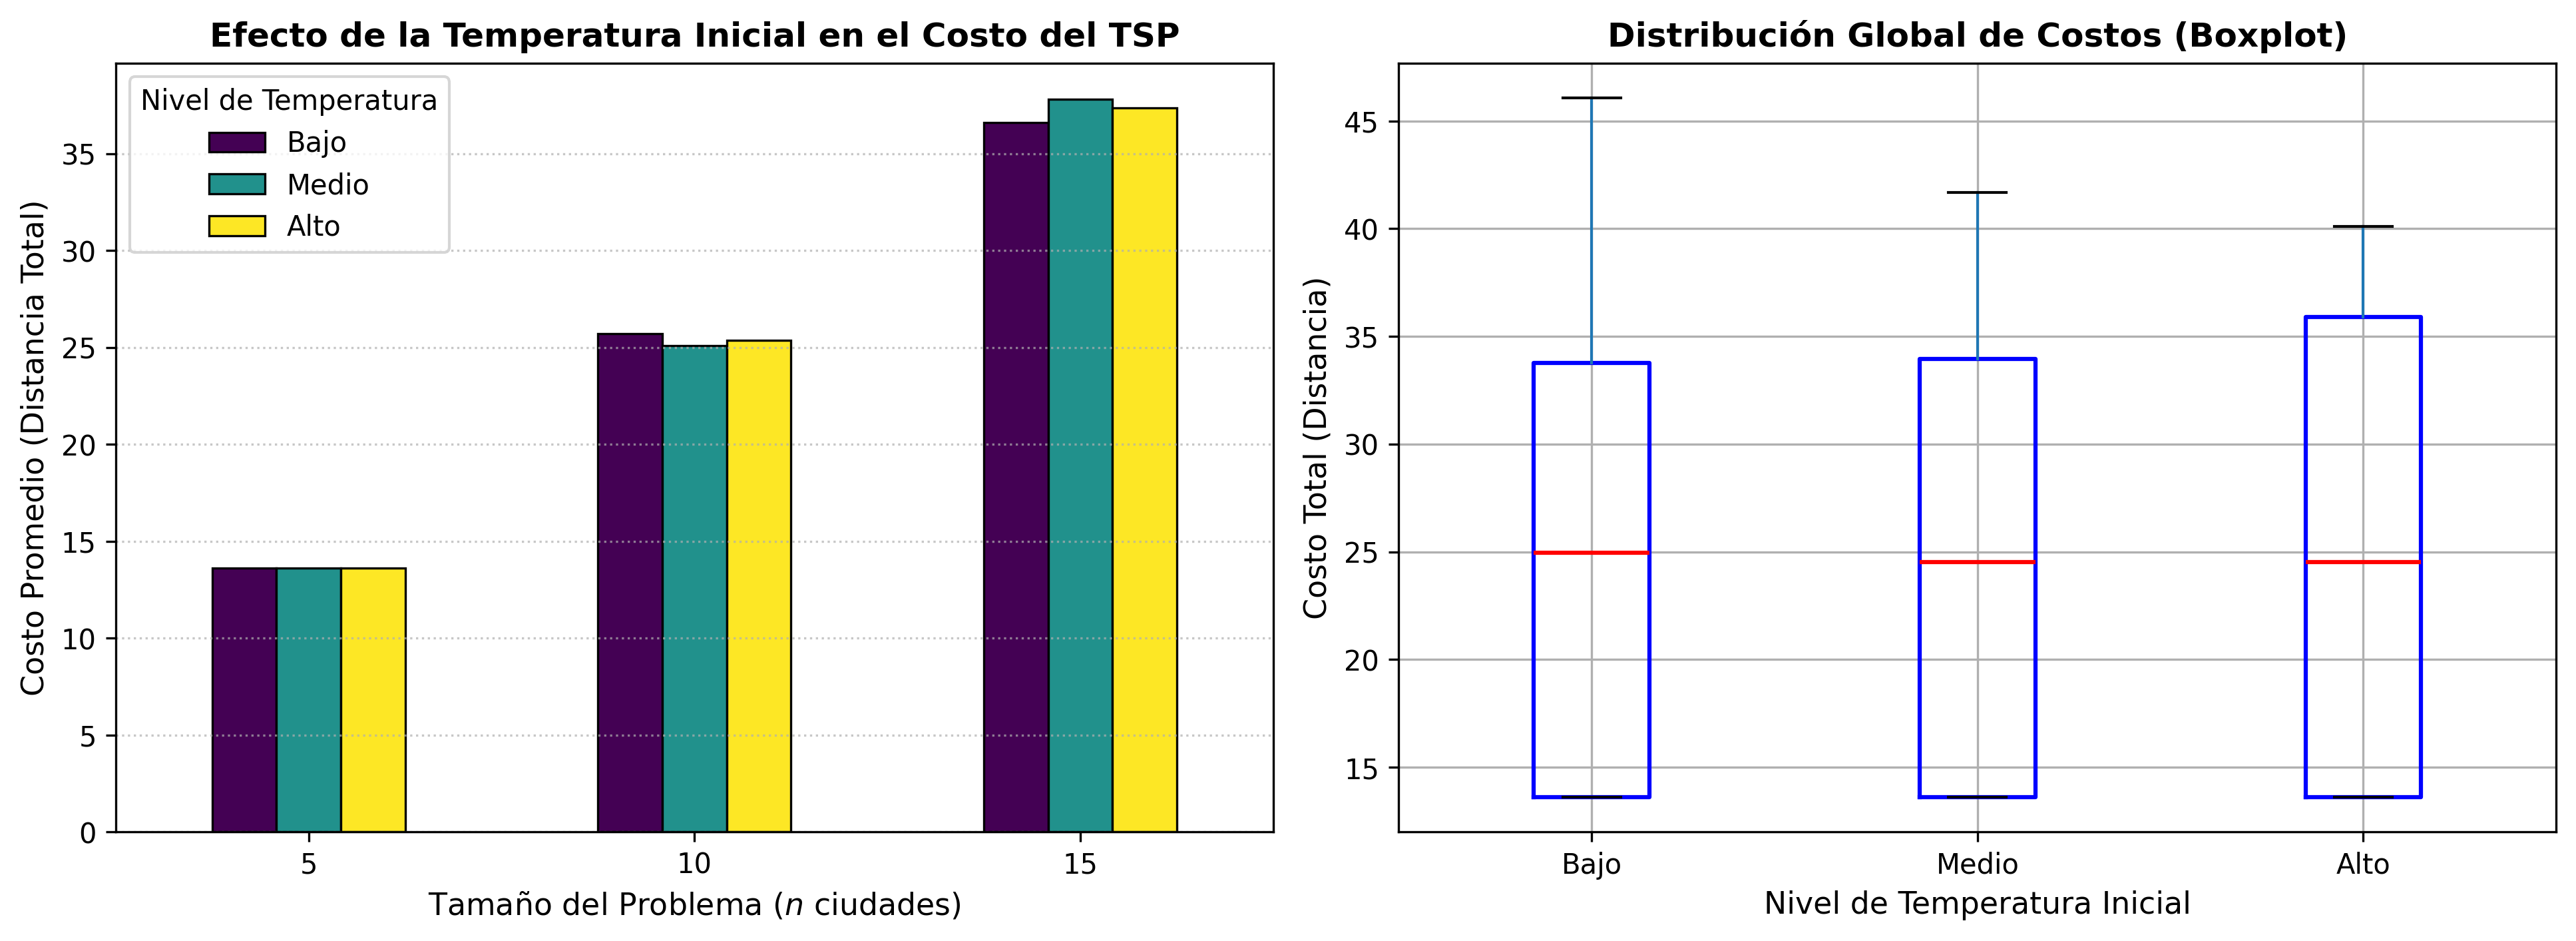 Efecto de la Temperatura Inicial en el Costo del TSP
Costo Promedio (Distancia Total)
35
30
25
20
15
10
5
0
Nivel de Temperatura
Bajo
Medio
Alto
5 10 15
Tamaño del Problema (n ciudades)
Distribución Global de Costos (Boxplot)
Costo Total (Distancia)
45
40
35
30
25
20
15
Bajo Medio Alto
Nivel de Temperatura Inicial